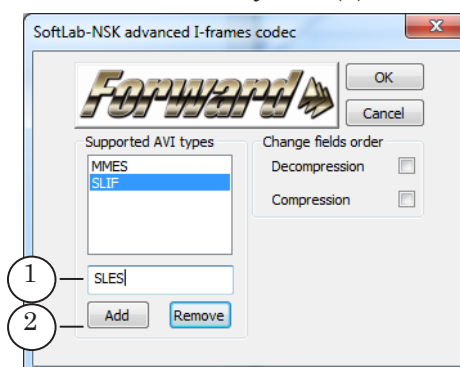 SoftLab-NSK advanced I-frames codec
Forward
OK
Cancel
Supported AVI types
Change fields order
MMES
SLIF
Decompression
Compression
1
SLES
2
Add
Remove